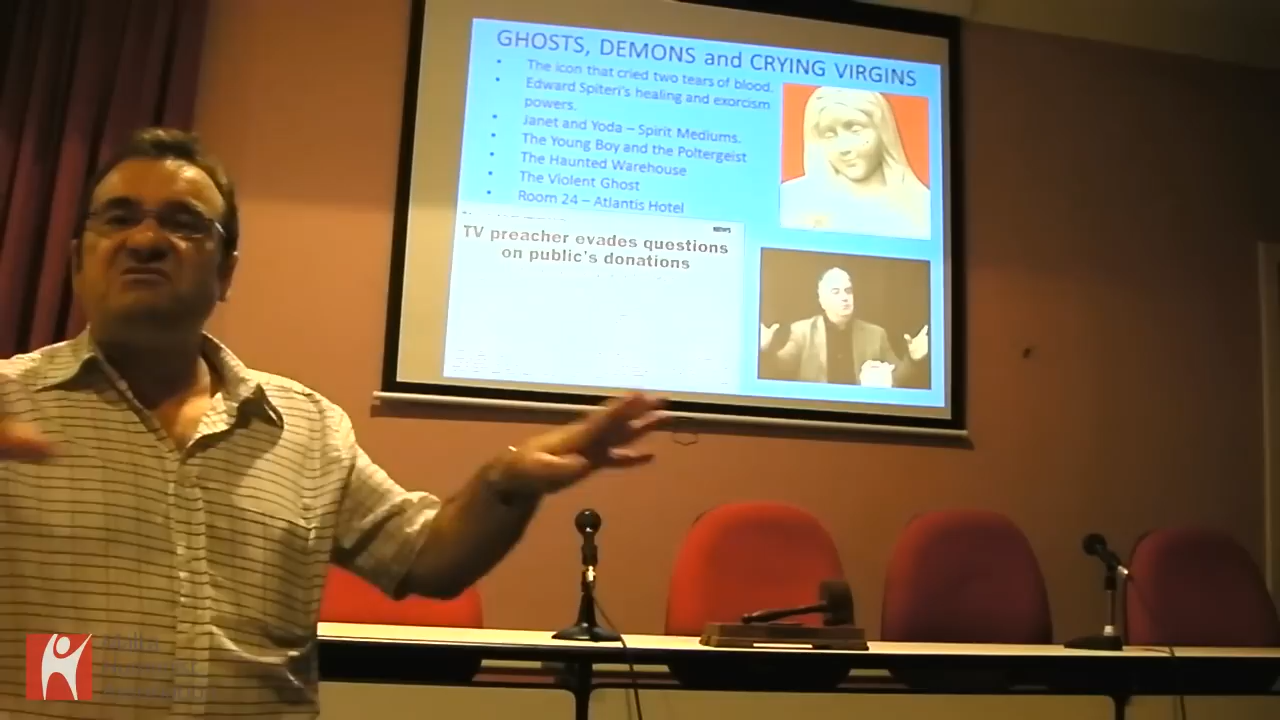 GHOSTS, DEMONS and CRYING VIRGINS
• The icon that cried two tears of blood.
• Edward Spiteri's healing and exorcism
powers.
• Janet and Yoda – Spirit Mediums.
• The Young Boy and the Poltergeist
• The Haunted Warehouse
• The Violent Ghost
• Room 24 – Atlantis Hotel
NEWS
TV preacher evades questions
on public's donations